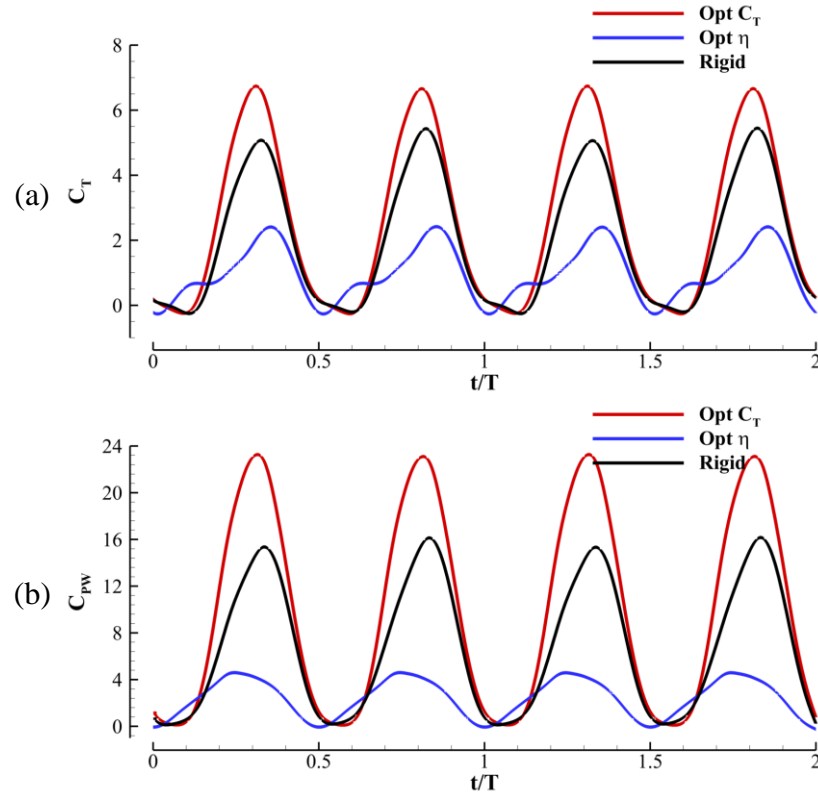 Opt C_T
Opt η
Rigid
(a)
C_T
8
6
4
2
0
0 0.5 1 1.5 2
t/T
Opt C_T
Opt η
Rigid
(b)
C_PW
24
20
16
12
8
4
0
0 0.5 1 1.5 2
t/T